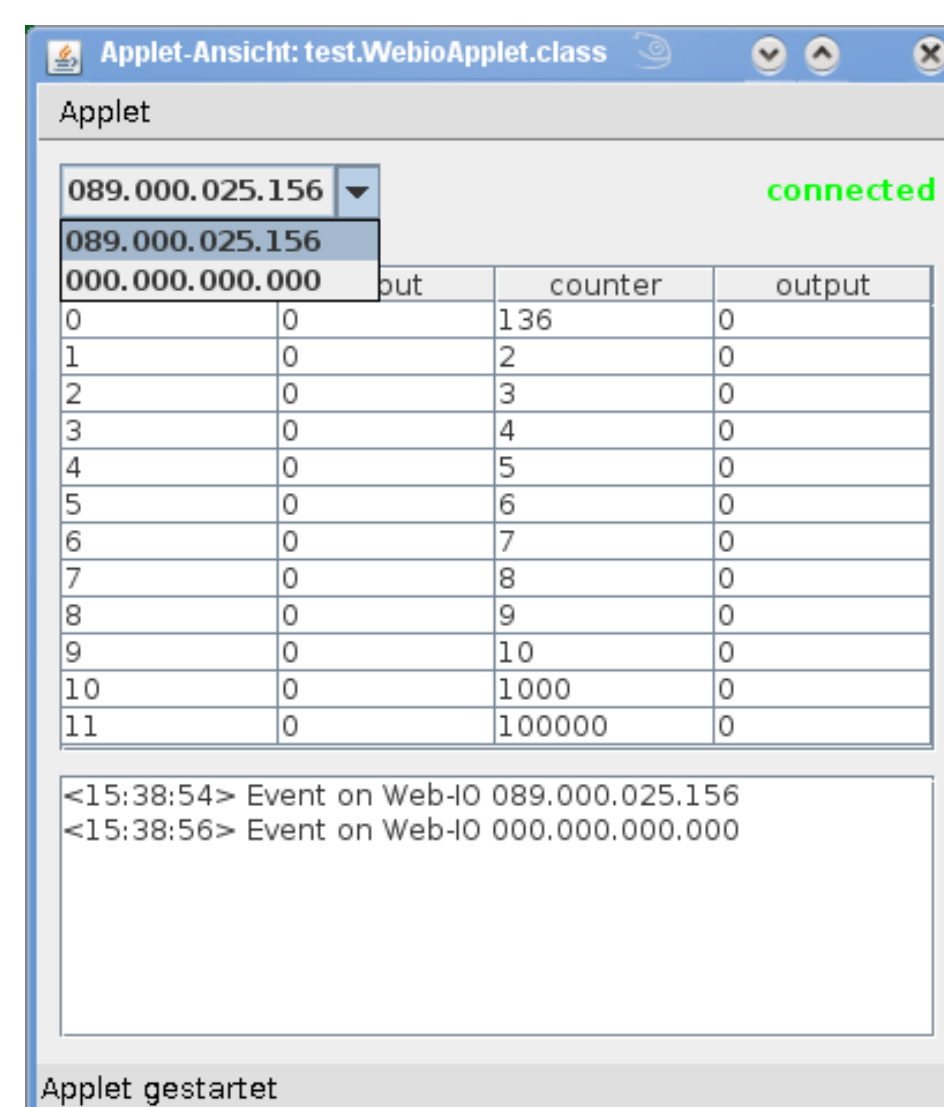 Applet-Ansicht: test.WebioApplet.class
Applet
089.000.025.156 connected
089.000.025.156
000.000.000.000
counter output
0 0 136 0
1 0 2 0
2 0 3 0
3 0 4 0
4 0 5 0
5 0 6 0
6 0 7 0
7 0 8 0
8 0 9 0
9 0 10 0
10 0 1000 0
11 0 100000 0
<15:38:54> Event on Web-IO 089.000.025.156
<15:38:56> Event on Web-IO 000.000.000.000
Applet gestartet